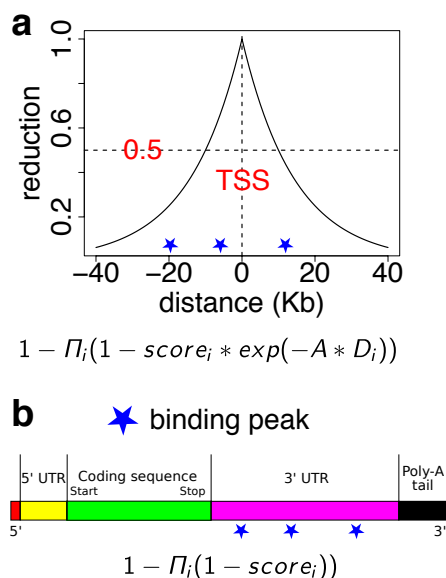 a
1.0
0.6
0.2
reduction
0.5
TSS
−40 −20 0 20 40
distance (Kb)
1 − Π_i(1 − score_i ∗ exp(−A ∗ D_i))
b
binding peak
5' UTR Coding sequence 3' UTR Poly-A tail
Start Stop
5' 3'
1 − Π_i(1 − score_i))